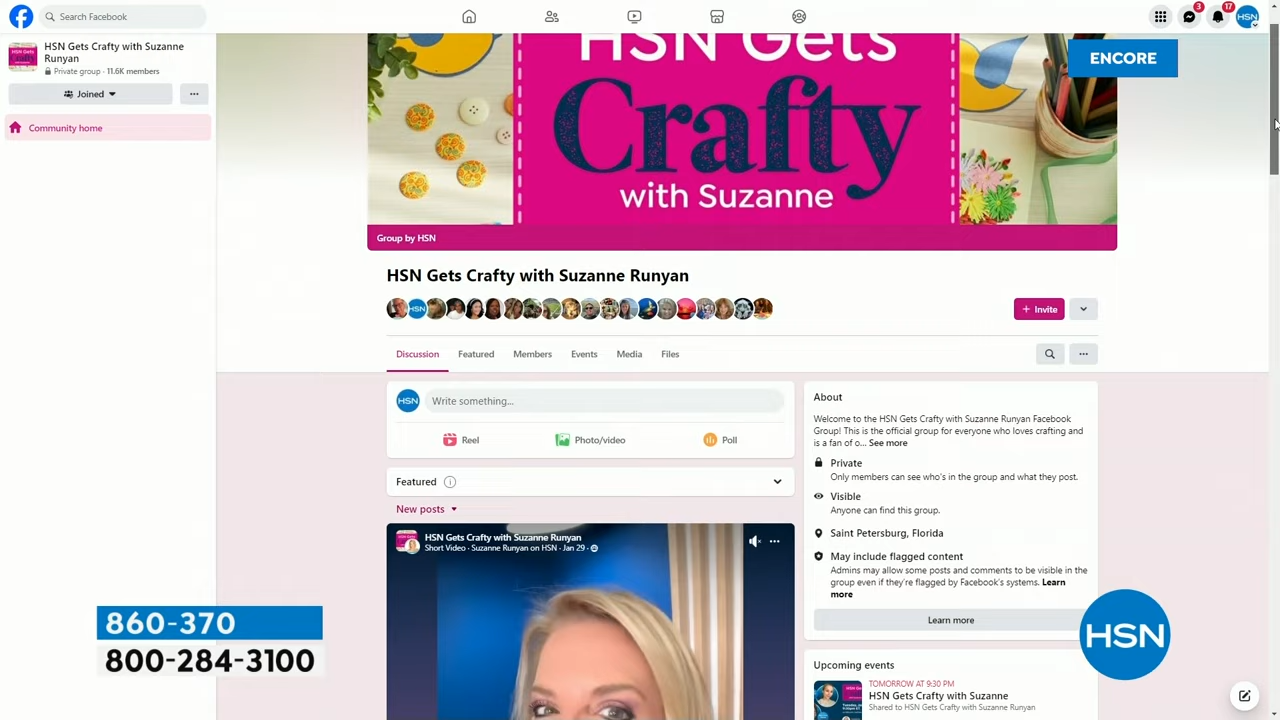 Search Facebook
3
17
HSN
HSN Gets Crafty with Suzanne
Runyan
Private group · 11.6K members
Joined
Community home
ENCORE
HSN Gets
Crafty
with Suzanne
Group by HSN
HSN Gets Crafty with Suzanne Runyan
HSN
+ Invite
Discussion
Featured
Members
Events
Media
Files
HSN
Write something...
Reel
Photo/video
Poll
Featured
New posts
HSN Gets Crafty with Suzanne Runyan
Short Video · Suzanne Runyan on HSN · Jan 29 ·
About
Welcome to the HSN Gets Crafty with Suzanne Runyan Facebook
Group! This is the official group for everyone who loves crafting and
is a fan of o... See more
Private
Only members can see who's in the group and what they post.
Visible
Anyone can find this group.
Saint Petersburg, Florida
May include flagged content
Admins may allow some posts and comments to be visible in the
group even if they're flagged by Facebook's systems. Learn
more
Learn more
Upcoming events
TOMORROW AT 9:30 PM
HSN Gets Crafty with Suzanne
Shared to HSN Gets Crafty with Suzanne Runyan
860-370
800-284-3100
HSN